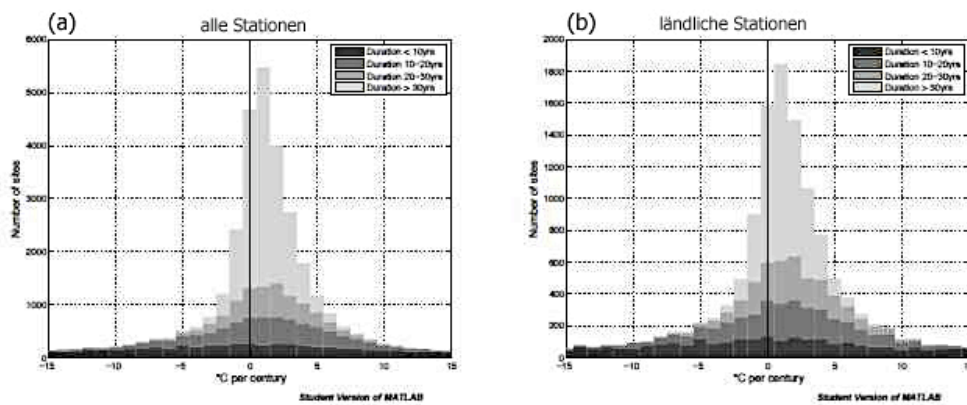 (a) alle Stationen
6000
5000
4000
3000
2000
1000
0
Number of sites
Duration < 10yrs
Duration 10-20yrs
Duration 20-30yrs
Duration > 30yrs
-15 -10 -5 0 5 10 15
°C per century
Student Version of MATLAB
(b) ländliche Stationen
2000
1800
1600
1400
1200
1000
800
600
400
200
0
Number of sites
Duration < 10yrs
Duration 10-20yrs
Duration 20-30yrs
Duration > 30yrs
-15 -10 -5 0 5 10 15
°C per century
Student Version of MATLAB